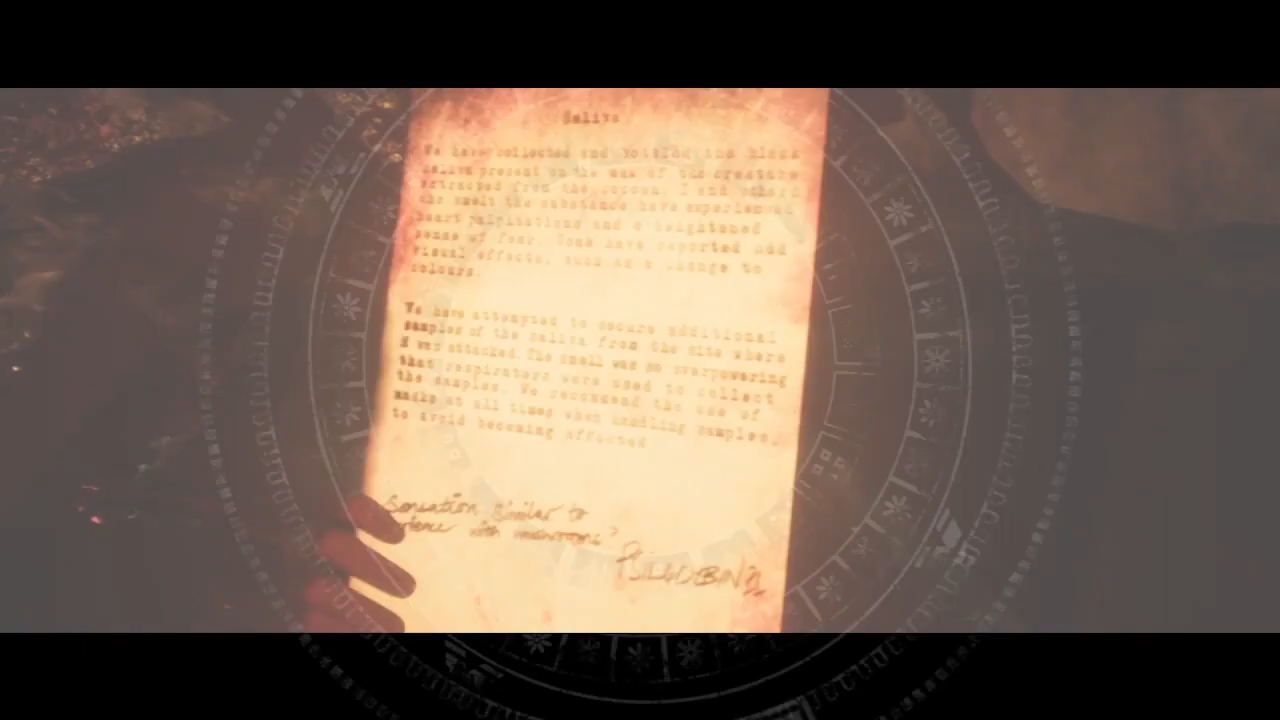 Saliva
We have collected and bottled the black
saliva present on the axe of the creature
extracted from the cocoon. I and others
who smelt the substance have experienced
heart palpitations and a heightened
sense of fear. Some have reported odd
visual effects, such as a change to
colours.
We have attempted to secure additional
samples of the saliva from the site where
I was attacked. The smell was so overpowering
that respirators were used to collect
the samples. We recommend the use of
masks at all times when handling samples,
to avoid becoming affected
Sensation similar to
with mushrooms?
PSILOCYBIN?